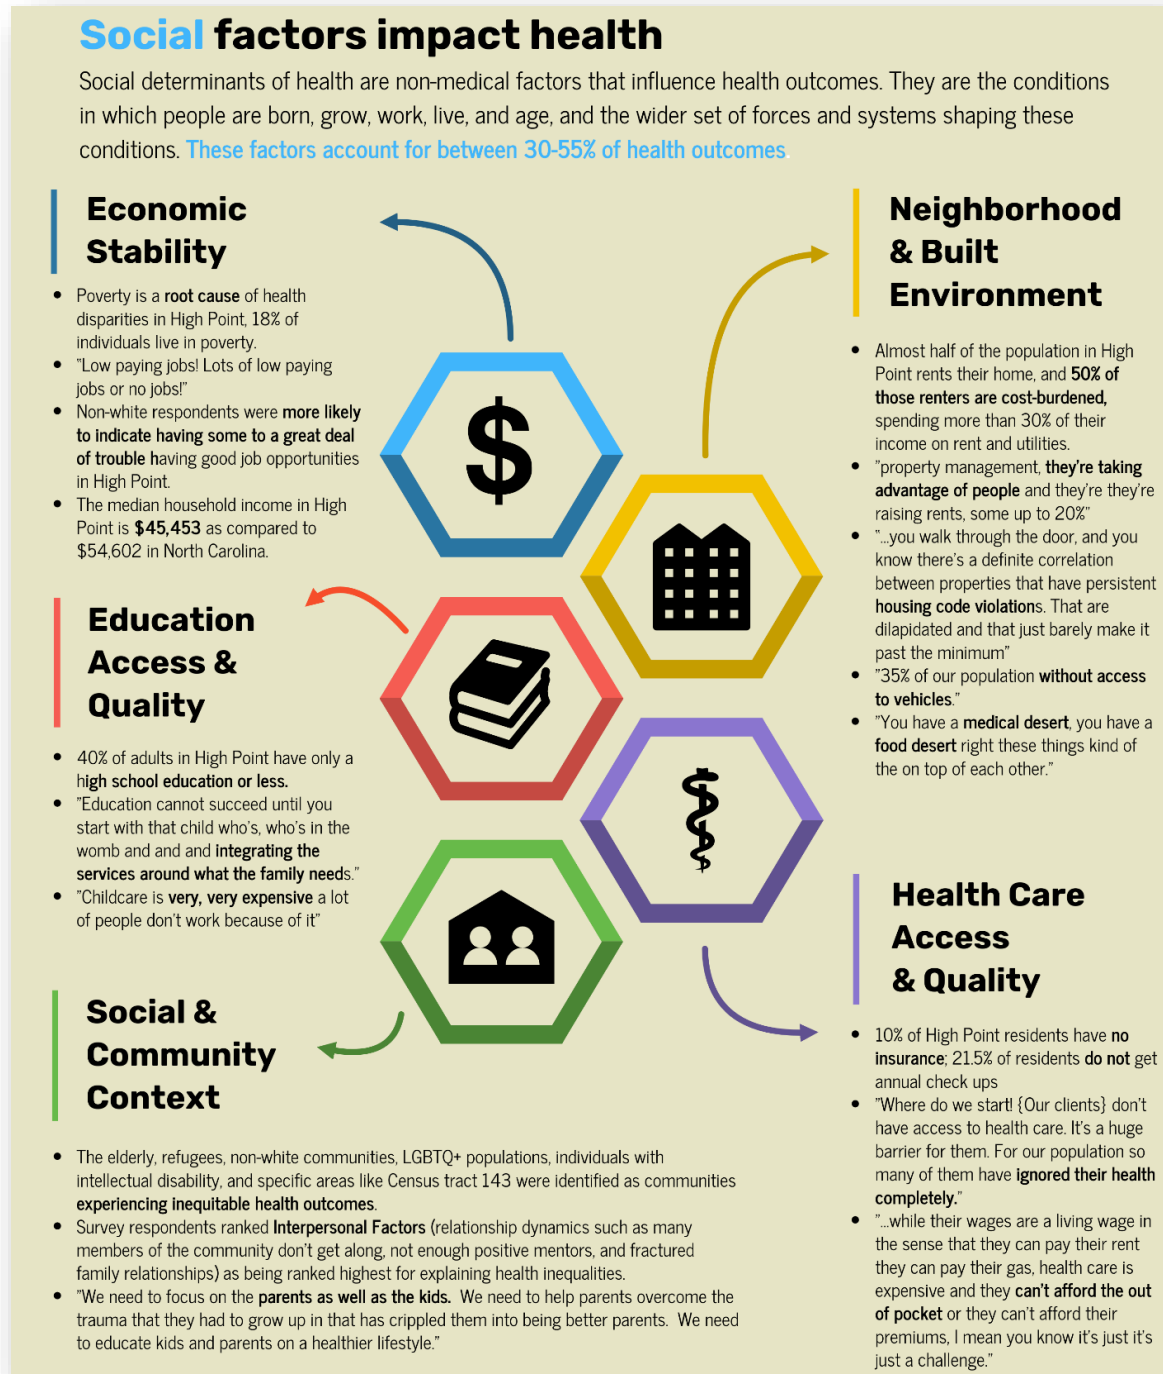 Social factors impact health
Social determinants of health are non-medical factors that influence health outcomes. They are the conditions
in which people are born, grow, work, live, and age, and the wider set of forces and systems shaping these
conditions. These factors account for between 30-55% of health outcomes.
Economic
Stability
• Poverty is a root cause of health
disparities in High Point, 18% of
individuals live in poverty.
• "Low paying jobs! Lots of low paying
jobs or no jobs!"
• Non-white respondents were more likely
to indicate having some to a great deal
of trouble having good job opportunities
in High Point.
• The median household income in High
Point is $45,453 as compared to
$54,602 in North Carolina.
Education
Access &
Quality
• 40% of adults in High Point have only a
high school education or less.
• "Education cannot succeed until you
start with that child who's, who's in the
womb and and and integrating the
services around what the family needs."
• "Childcare is very, very expensive a lot
of people don't work because of it"
Social &
Community
Context
• The elderly, refugees, non-white communities, LGBTQ+ populations, individuals with
intellectual disability, and specific areas like Census tract 143 were identified as communities
experiencing inequitable health outcomes.
• Survey respondents ranked Interpersonal Factors (relationship dynamics such as many
members of the community don't get along, not enough positive mentors, and fractured
family relationships) as being ranked highest for explaining health inequalities.
• "We need to focus on the parents as well as the kids. We need to help parents overcome the
trauma that they had to grow up in that has crippled them into being better parents. We need
to educate kids and parents on a healthier lifestyle."
$
Neighborhood
& Built
Environment
• Almost half of the population in High
Point rents their home, and 50% of
those renters are cost-burdened,
spending more than 30% of their
income on rent and utilities.
• "property management, they're taking
advantage of people and they're they're
raising rents, some up to 20%"
• "...you walk through the door, and you
know there's a definite correlation
between properties that have persistent
housing code violations. That are
dilapidated and that just barely make it
past the minimum"
• "35% of our population without access
to vehicles."
• "You have a medical desert, you have a
food desert right these things kind of
the on top of each other."
Health Care
Access
& Quality
• 10% of High Point residents have no
insurance; 21.5% of residents do not get
annual check ups
• "Where do we start! {Our clients} don't
have access to health care. It's a huge
barrier for them. For our population so
many of them have ignored their health
completely."
• "...while their wages are a living wage in
the sense that they can pay their rent
they can pay their gas, health care is
expensive and they can't afford the out
of pocket or they can't afford their
premiums, I mean you know it's just it's
just a challenge."